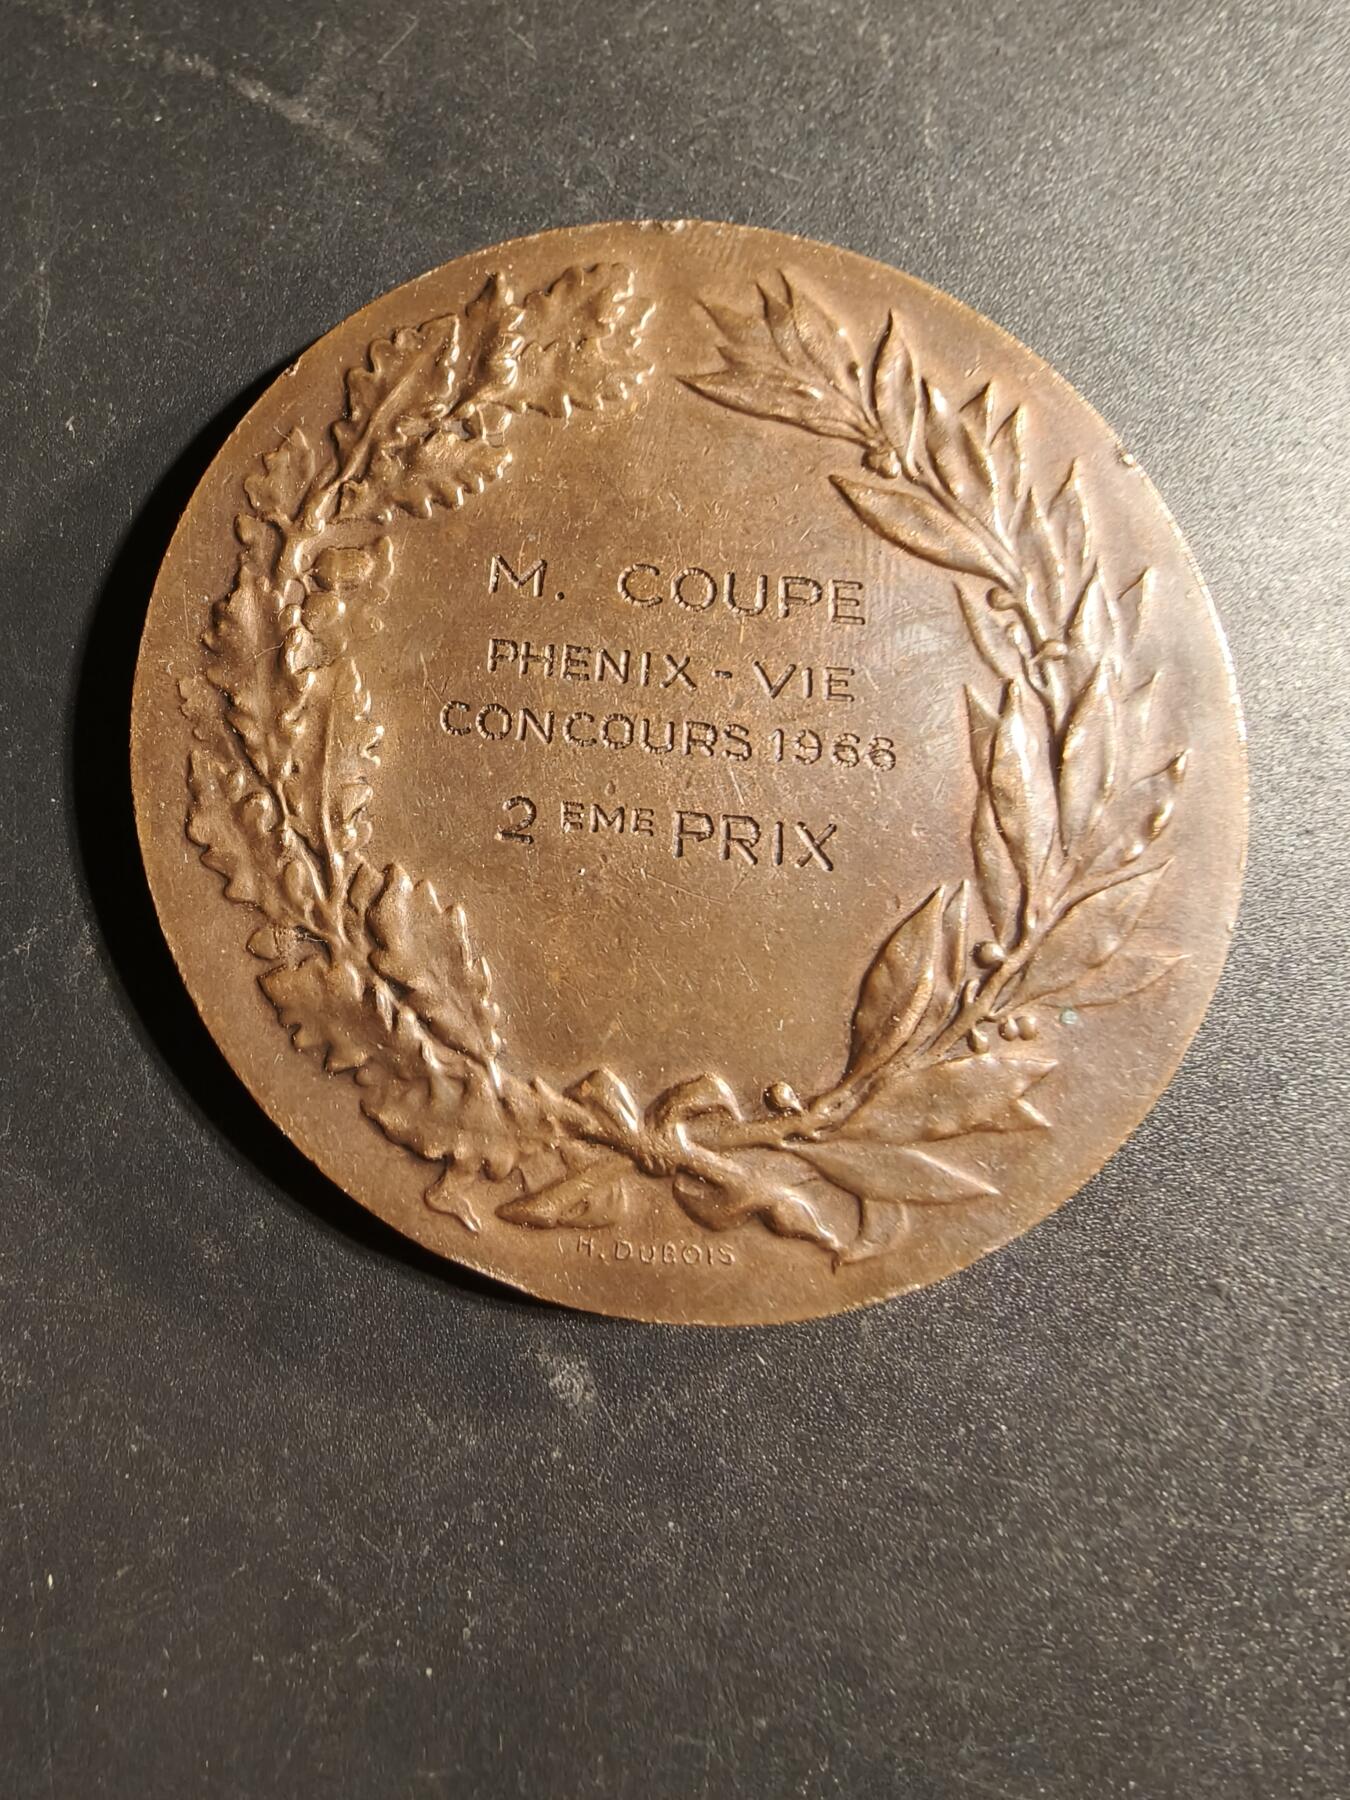 M. COUPE
PHENIX - VIE
CONCOURS 1966
2 EME PRIX
H. DUBOIS